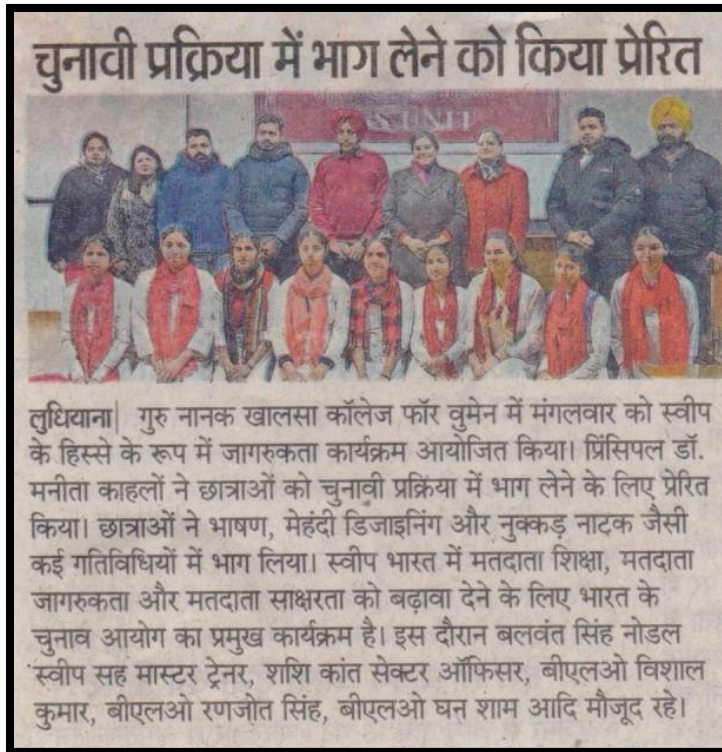 चुनावी प्रक्रिया में भाग लेने को किया प्रेरित
UNIT
लुधियाना| गुरु नानक खालसा कॉलेज फॉर वुमेन में मंगलवार को स्वीप
के हिस्से के रूप में जागरुकता कार्यक्रम आयोजित किया। प्रिंसिपल डॉ.
मनीता काहलों ने छात्राओं को चुनावी प्रक्रिया में भाग लेने के लिए प्रेरित
किया। छात्राओं ने भाषण, मेहंदी डिजाइनिंग और नुक्कड़ नाटक जैसी
कई गतिविधियों में भाग लिया। स्वीप भारत में मतदाता शिक्षा, मतदाता
जागरुकता और मतदाता साक्षरता को बढ़ावा देने के लिए भारत के
चुनाव आयोग का प्रमुख कार्यक्रम है। इस दौरान बलवंत सिंह नोडल
स्वीप सह मास्टर ट्रेनर, शशि कांत सेक्टर ऑफिसर, बीएलओ विशाल
कुमार, बीएलओ रणजोत सिंह, बीएलओ घन शाम आदि मौजूद रहे।